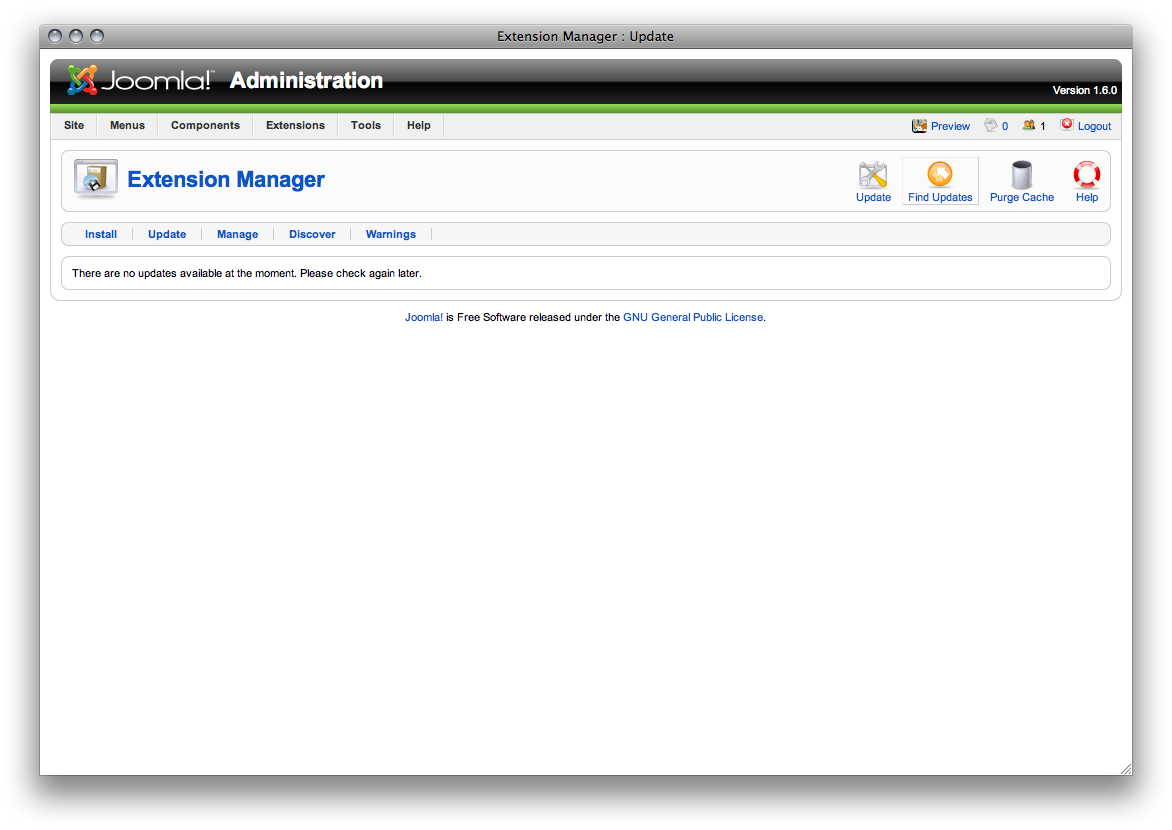 Extension Manager : Update
Joomla!™ Administration
Version 1.6.0
Site Menus Components Extensions Tools Help Preview 0 1 Logout
Extension Manager
Update Find Updates Purge Cache Help
Install Update Manage Discover Warnings
There are no updates available at the moment. Please check again later.
Joomla! is Free Software released under the GNU General Public License.